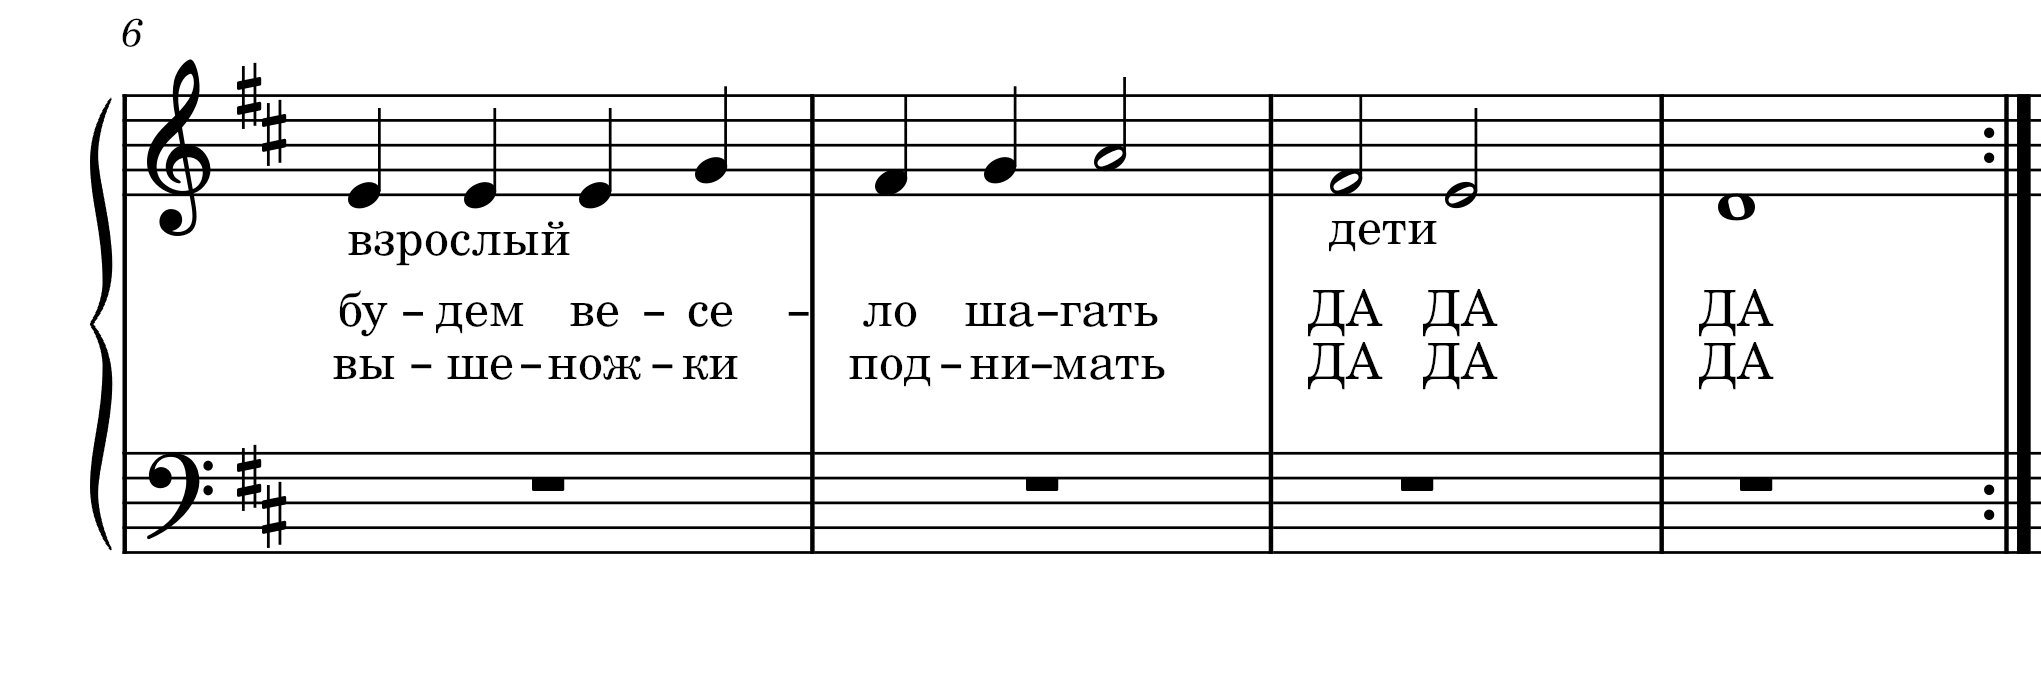 6
взрослый
дети
бу – дем ве – се – ло ша–гать ДА ДА ДА
вы – ше–нож – ки под – ни–мать ДА ДА ДА